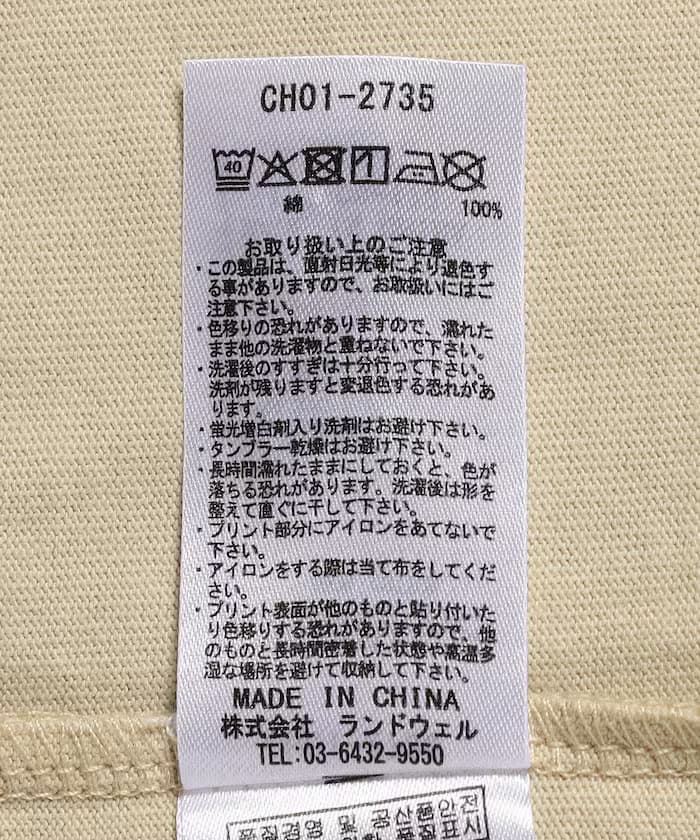 CH01-2735
40
綿 100%
お取り扱い上のご注意
・この製品は、直射日光等により退色す
る事がありますので、お取扱いにはご
注意下さい。
・色移りの恐れがありますので、濡れた
まま他の洗濯物と重ねないで下さい。
・洗濯後のすすぎは十分行って下さい。
洗剤が残りますと変退色する恐れがあ
ります。
・蛍光増白剤入り洗剤はお避け下さい。
・タンブラー乾燥はお避け下さい。
・長時間濡れたままにしておくと、色が
落ちる恐れがあります。洗濯後は形を
整えて直ぐに干して下さい。
・プリント部分にアイロンをあてないで
下さい。
・アイロンをする際は当て布をしてくだ
さい。
・プリント表面が他のものと貼り付いた
り色移りする恐れがありますので、他
のものと長時間密着した状態や高温多
湿な場所を避けて収納して下さい。
MADE IN CHINA
株式会社 ランドウェル
TEL:03-6432-9550
품질경영 및 공산품안전